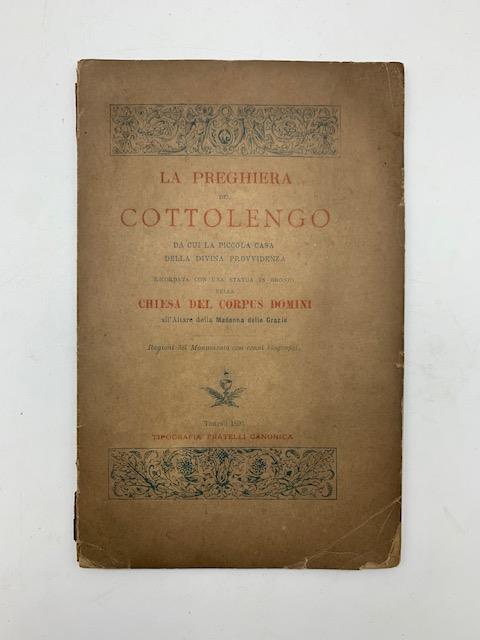 LA PREGHIERA
DEL
COTTOLENGO
DA CUI LA PICCOLA CASA
DELLA DIVINA PROVVIDENZA
RICORDATA CON UNA STATUA IN BRONZO
NELLA
CHIESA DEL CORPUS DOMINI
all'Altare della Madonna delle Grazie
Ragioni del Monumento con cenni biografici.
TORINO
TIPOGRAFIA FRATELLI CANONICA